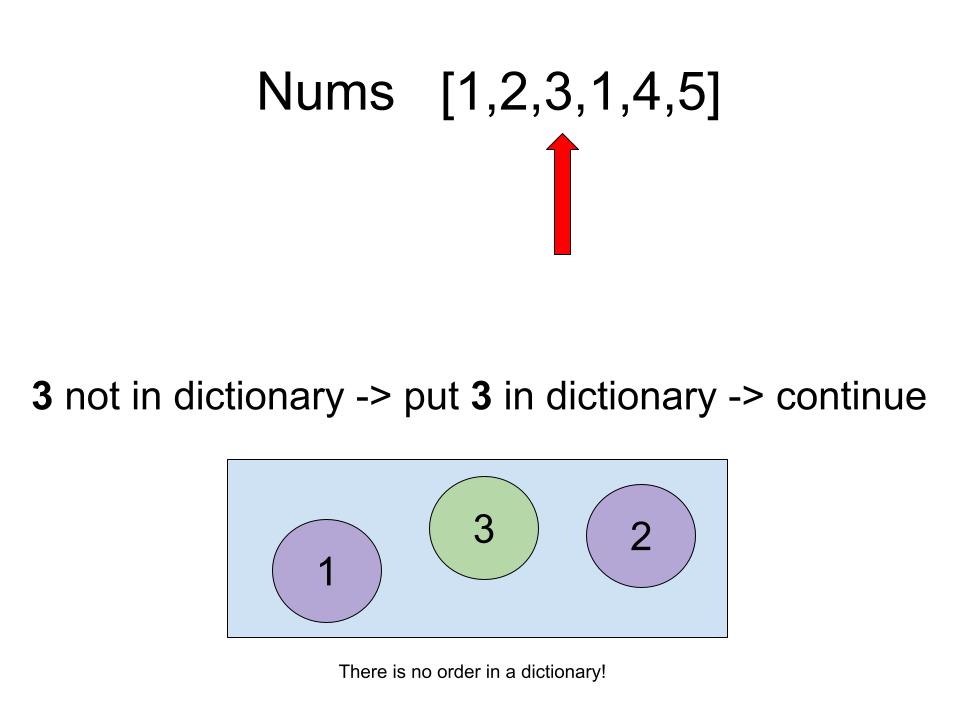 Nums [1,2,3,1,4,5]
3 not in dictionary -> put 3 in dictionary -> continue
3
2
1
There is no order in a dictionary!